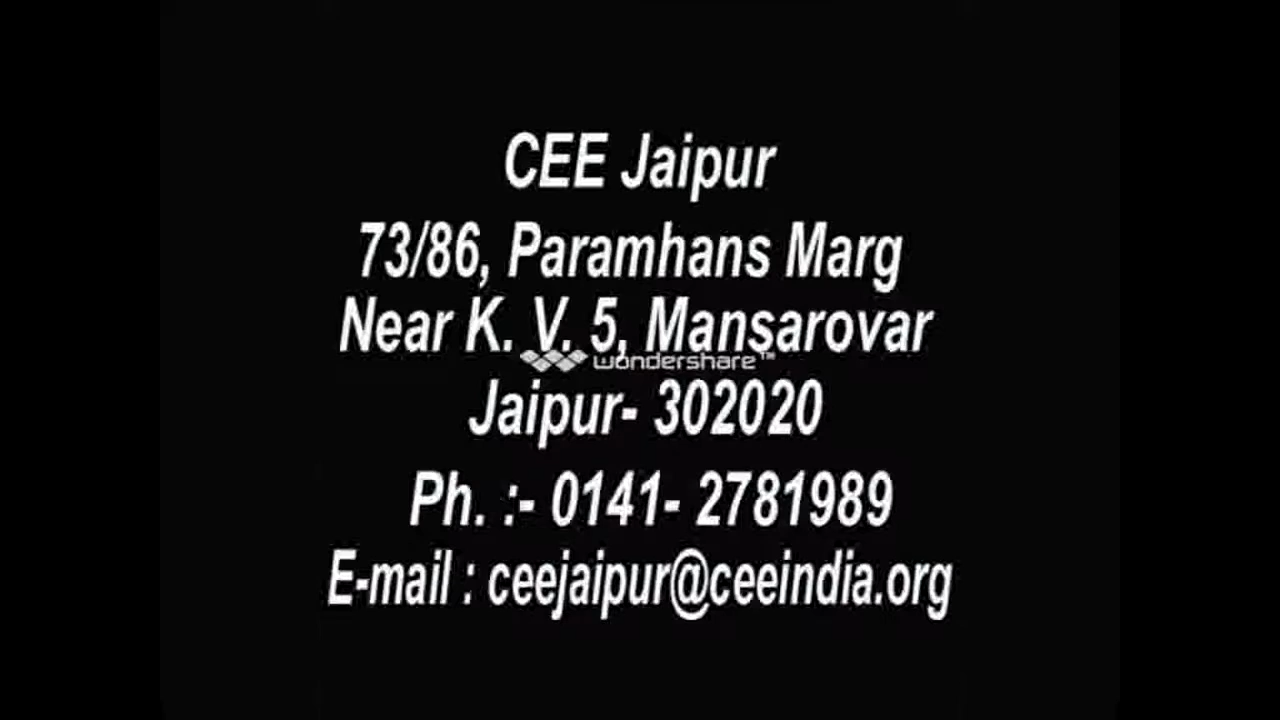 CEE Jaipur
73/86, Paramhans Marg
Near K. V. 5, Mansarovar
wondershare™
Jaipur- 302020
Ph. :- 0141- 2781989
E-mail : ceejaipur@ceeindia.org